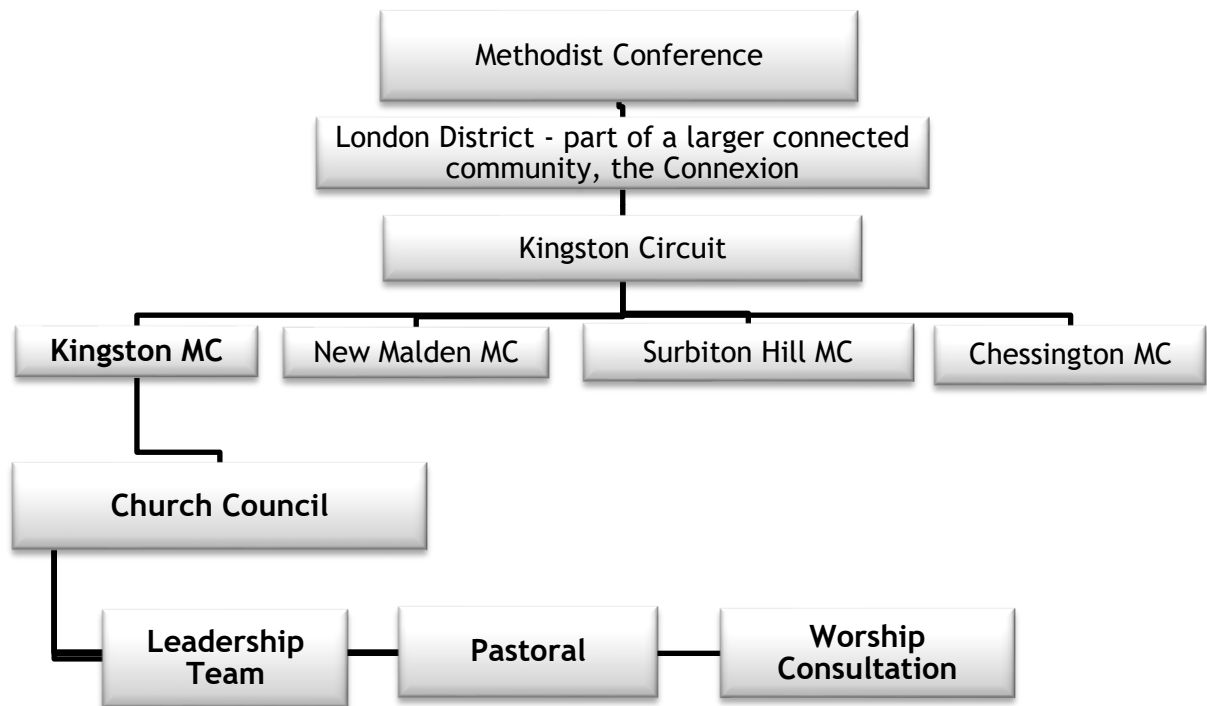 Methodist Conference
London District - part of a larger connected
community, the Connexion
Kingston Circuit
Kingston MC
New Malden MC
Surbiton Hill MC
Chessington MC
Church Council
Leadership
Team
Pastoral
Worship
Consultation